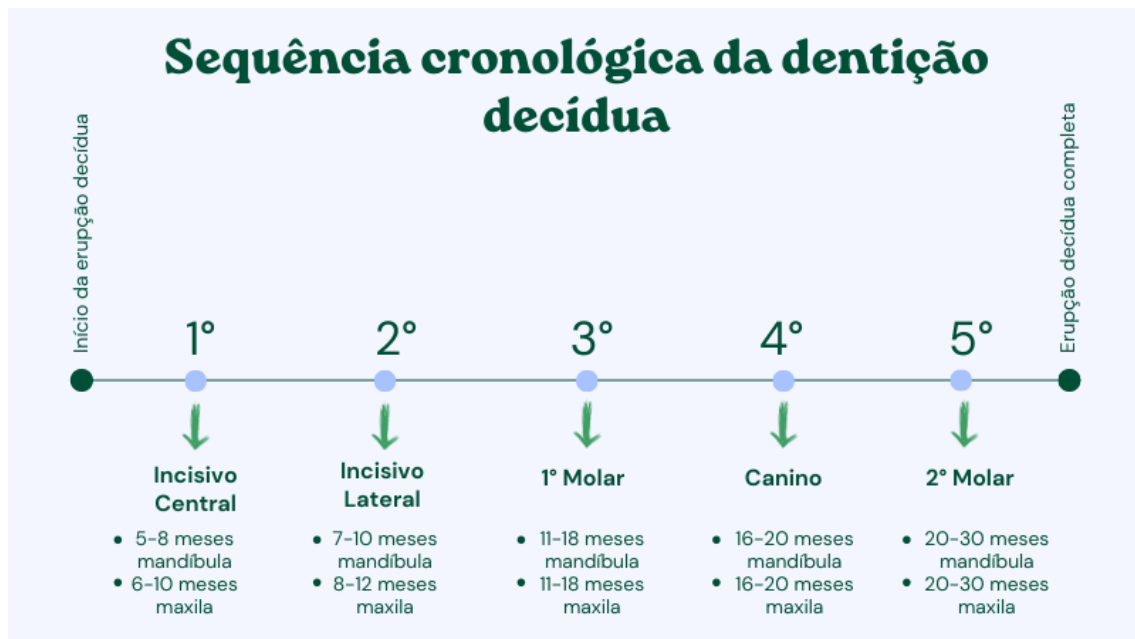 Sequência cronológica da dentição
decídua
Início da erupção decídua
Erupção decídua completa
1°
2°
3°
4°
5°
Incisivo
Central
• 5-8 meses
mandíbula
• 6-10 meses
maxila
Incisivo
Lateral
• 7-10 meses
mandíbula
• 8-12 meses
maxila
1° Molar
• 11-18 meses
mandíbula
• 11-18 meses
maxila
Canino
• 16-20 meses
mandíbula
• 16-20 meses
maxila
2° Molar
• 20-30 meses
mandíbula
• 20-30 meses
maxila